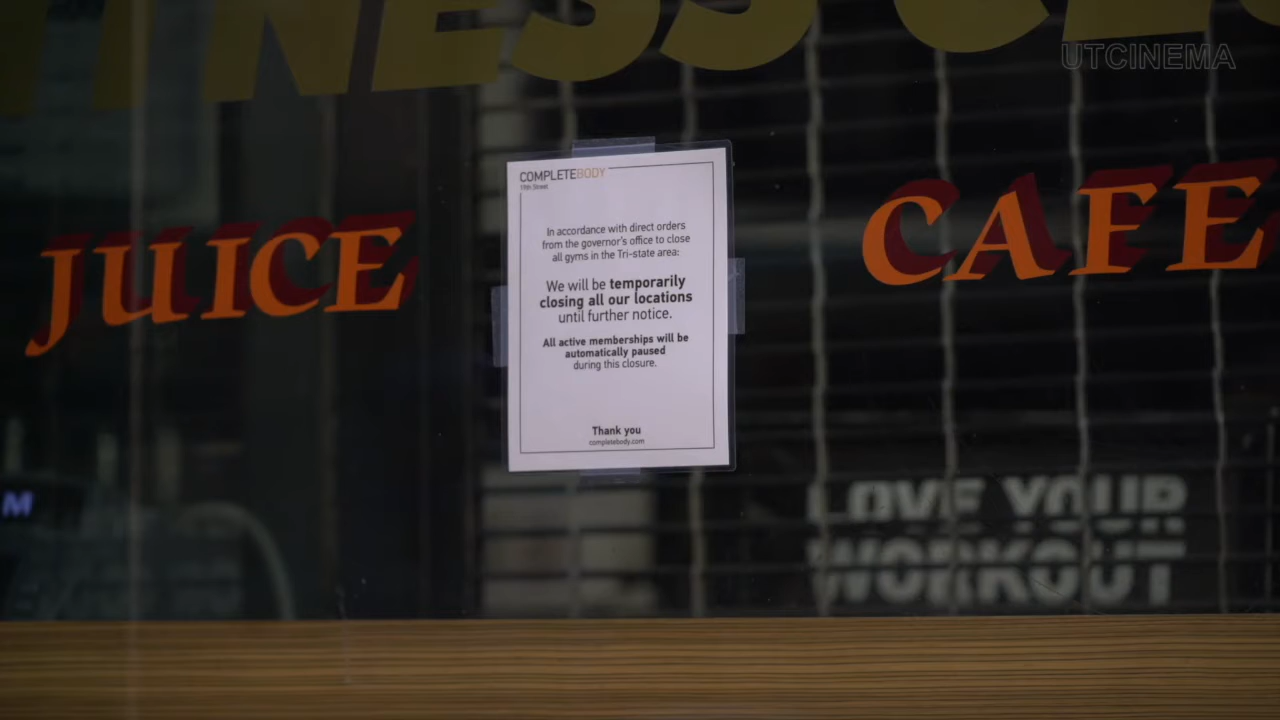 UTCINEMA
JUICE
CAFE
COMPLETEBODY
19th Street
In accordance with direct orders
from the governor's office to close
all gyms in the Tri-state area:
We will be temporarily
closing all our locations
until further notice.
All active memberships will be
automatically paused
during this closure.
Thank you
completebody.com
M
LOVE YOUR
WORKOUT